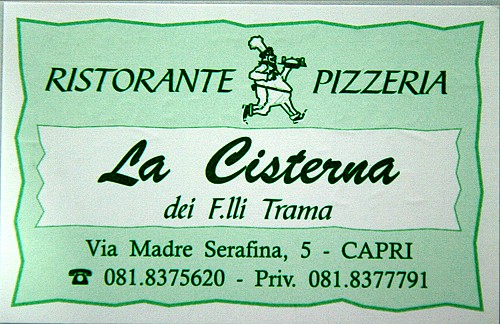 RISTORANTE PIZZERIA
La Cisterna
dei F.lli Trama
Via Madre Serafina, 5 - CAPRI
☎ 081.8375620 - Priv. 081.8377791